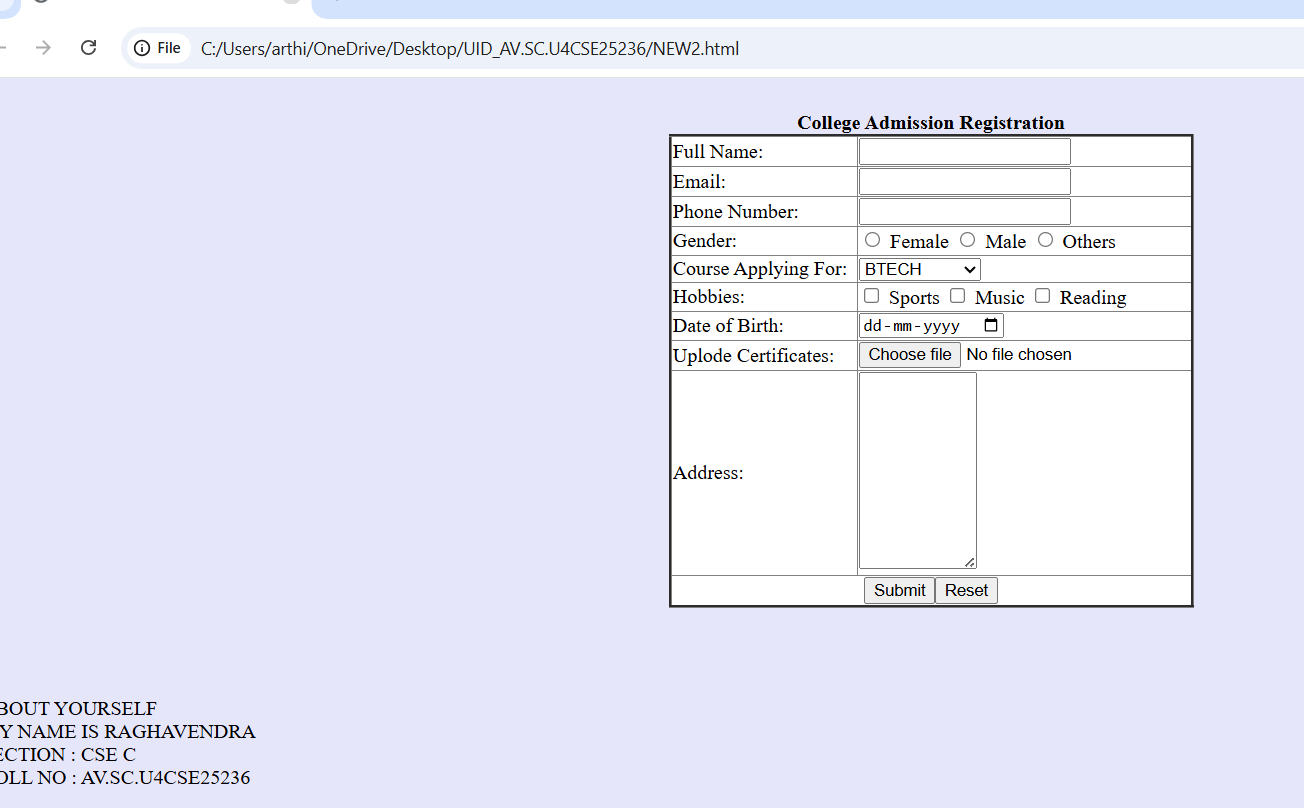 File C:/Users/arthi/OneDrive/Desktop/UID_AV.SC.U4CSE25236/NEW2.html
College Admission Registration
Full Name:
Email:
Phone Number:
Gender: Female Male Others
Course Applying For: BTECH
Hobbies: Sports Music Reading
Date of Birth: dd-mm-yyyy
Uplode Certificates: Choose file No file chosen
Address:
Submit Reset
BOUT YOURSELF
Y NAME IS RAGHAVENDRA
ECTION : CSE C
OLL NO : AV.SC.U4CSE25236